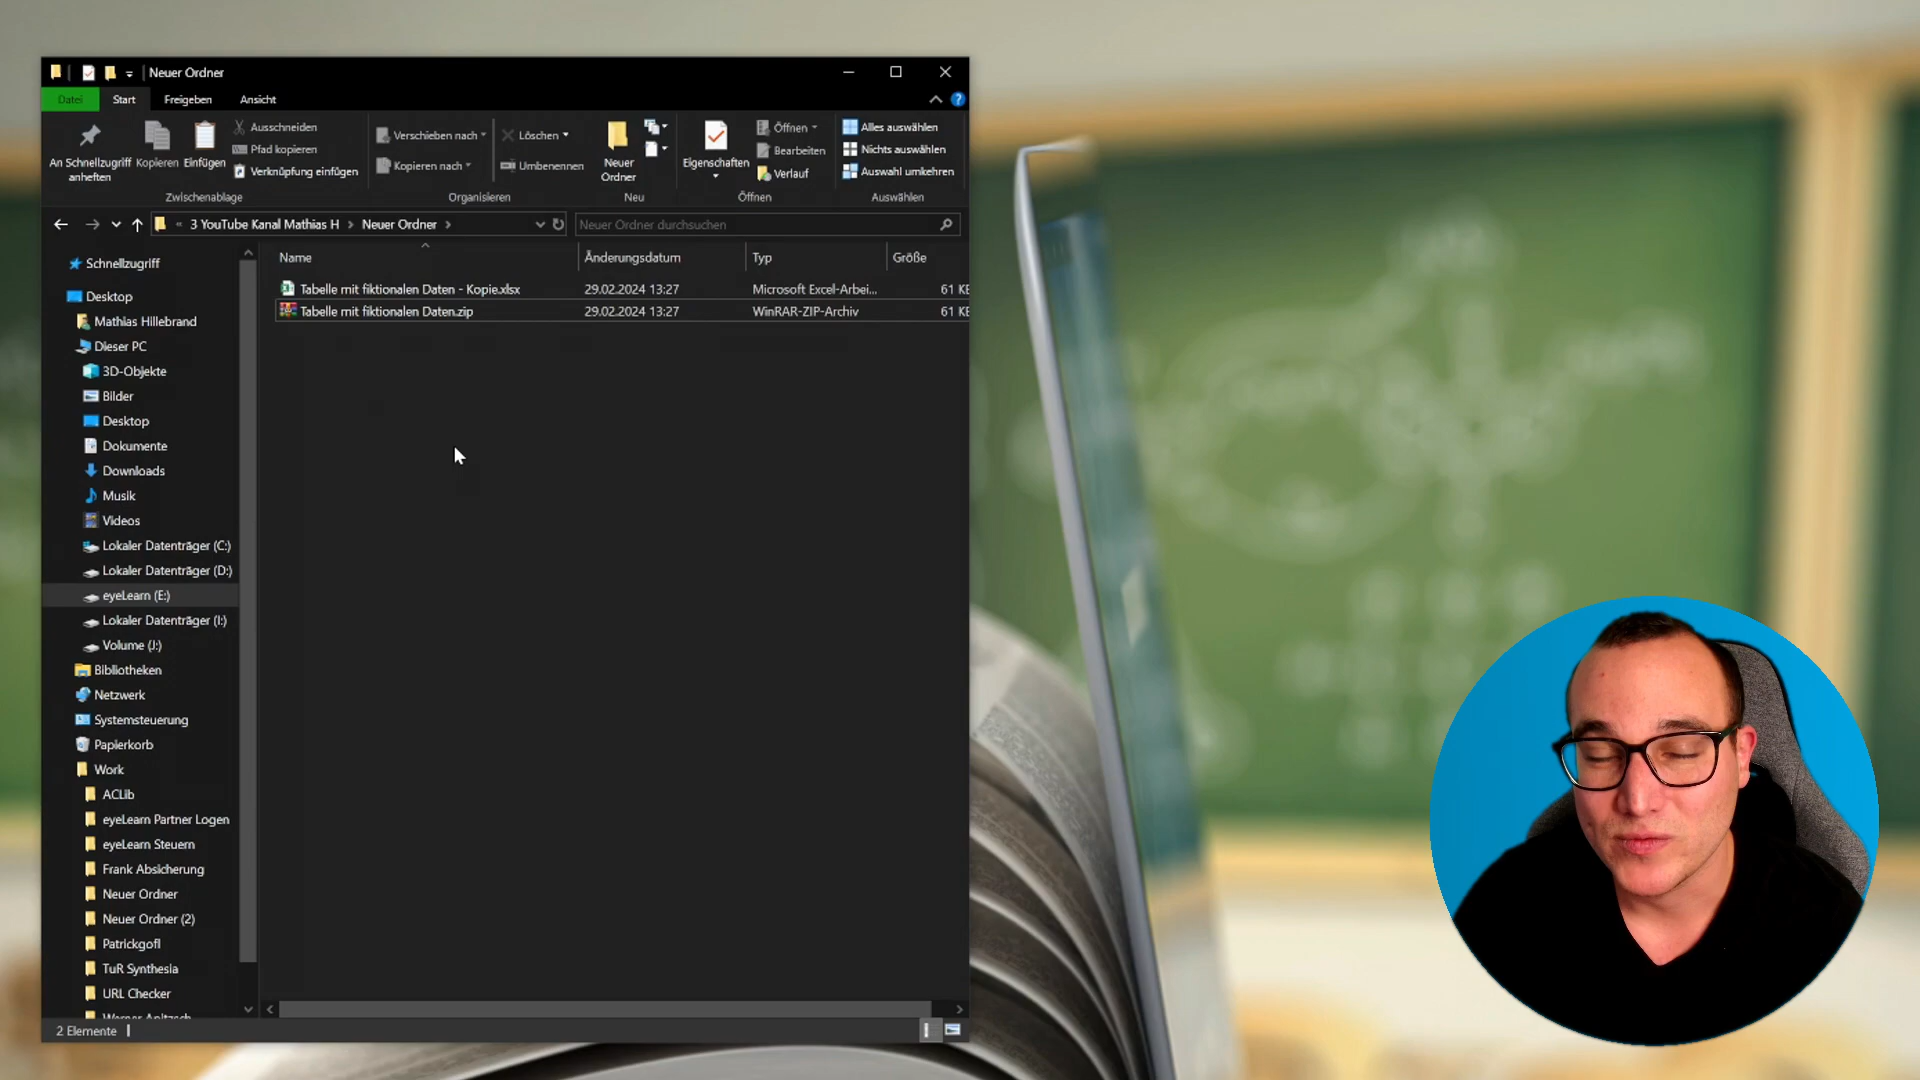 Neuer Ordner
Datei Start Freigeben Ansicht
An Schnellzugriff anheften
Kopieren
Einfügen
Ausschneiden
Pfad kopieren
Verknüpfung einfügen
Zwischenablage
Verschieben nach
Kopieren nach
Löschen
Umbenennen
Organisieren
Neuer Ordner
Neu
Eigenschaften
Öffnen
Bearbeiten
Verlauf
Öffnen
Alles auswählen
Nichts auswählen
Auswahl umkehren
Auswählen
« 3 YouTube Kanal Mathias H > Neuer Ordner >
Neuer Ordner durchsuchen
Name Änderungsdatum Typ Größe
Tabelle mit fiktionalen Daten - Kopie.xlsx 29.02.2024 13:27 Microsoft Excel-Arbei... 61 KB
Tabelle mit fiktionalen Daten.zip 29.02.2024 13:27 WinRAR-ZIP-Archiv 61 KB
Schnellzugriff
Desktop
Mathias Hillebrand
Dieser PC
3D-Objekte
Bilder
Desktop
Dokumente
Downloads
Musik
Videos
Lokaler Datenträger (C:)
Lokaler Datenträger (D:)
eyeLearn (E:)
Lokaler Datenträger (I:)
Volume (J:)
Bibliotheken
Netzwerk
Systemsteuerung
Papierkorb
Work
ACLib
eyeLearn Partner Logen
eyeLearn Steuern
Frank Absicherung
Neuer Ordner
Neuer Ordner (2)
Patrickgofl
TuR Synthesia
URL Checker
2 Elemente